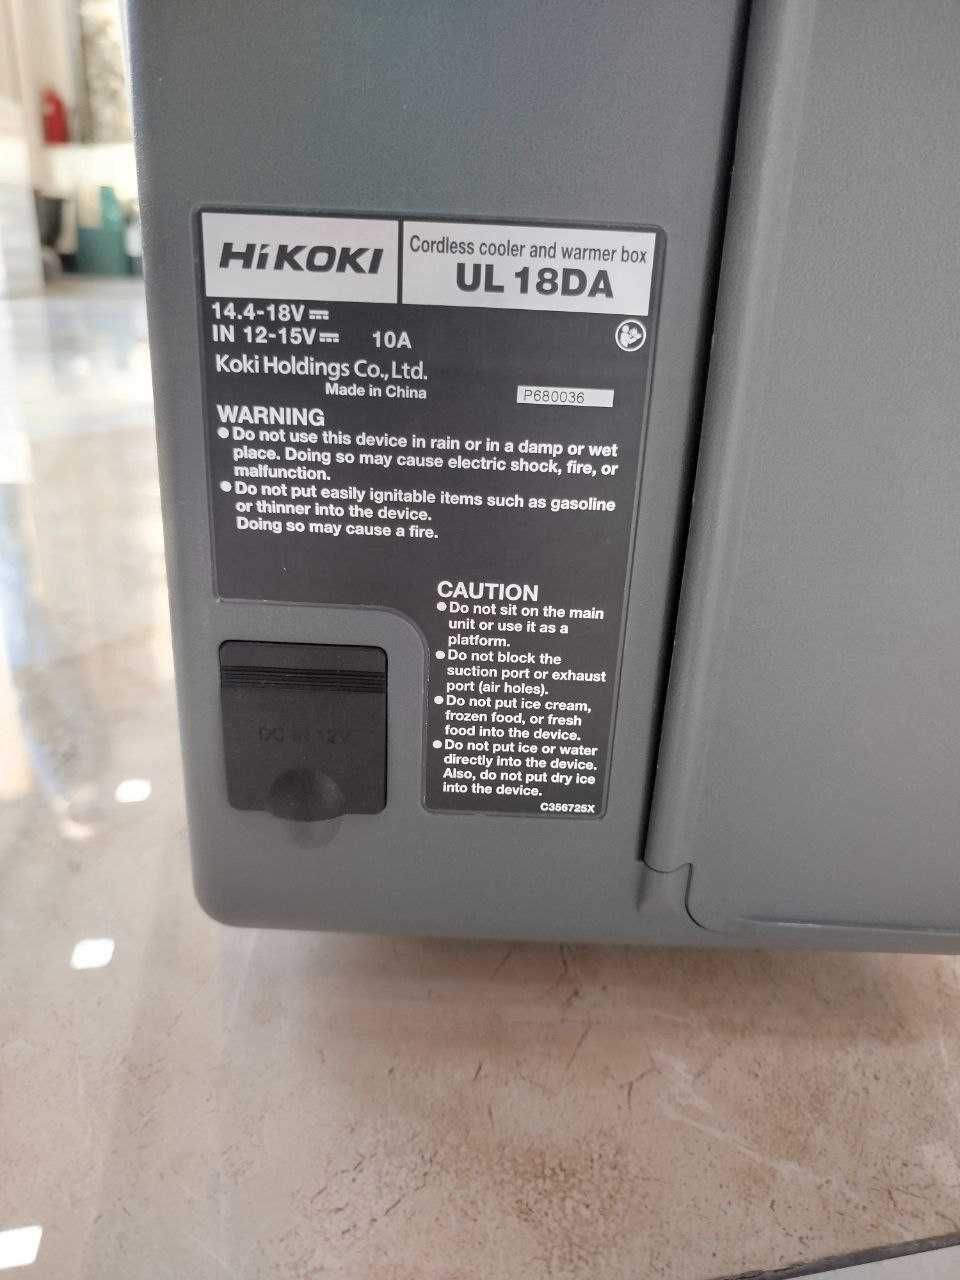 HiKOKI
Cordless cooler and warmer box
UL 18DA
14.4-18V⎓
IN 12-15V⎓ 10A
Koki Holdings Co.,Ltd.
Made in China
P680036
WARNING
●Do not use this device in rain or in a damp or wet
place. Doing so may cause electric shock, fire, or
malfunction.
●Do not put easily ignitable items such as gasoline
or thinner into the device.
Doing so may cause a fire.
CAUTION
●Do not sit on the main
unit or use it as a
platform.
●Do not block the
suction port or exhaust
port (air holes).
●Do not put ice cream,
frozen food, or fresh
food into the device.
●Do not put ice or water
directly into the device.
Also, do not put dry ice
into the device.
C356725X
DC IN 12V